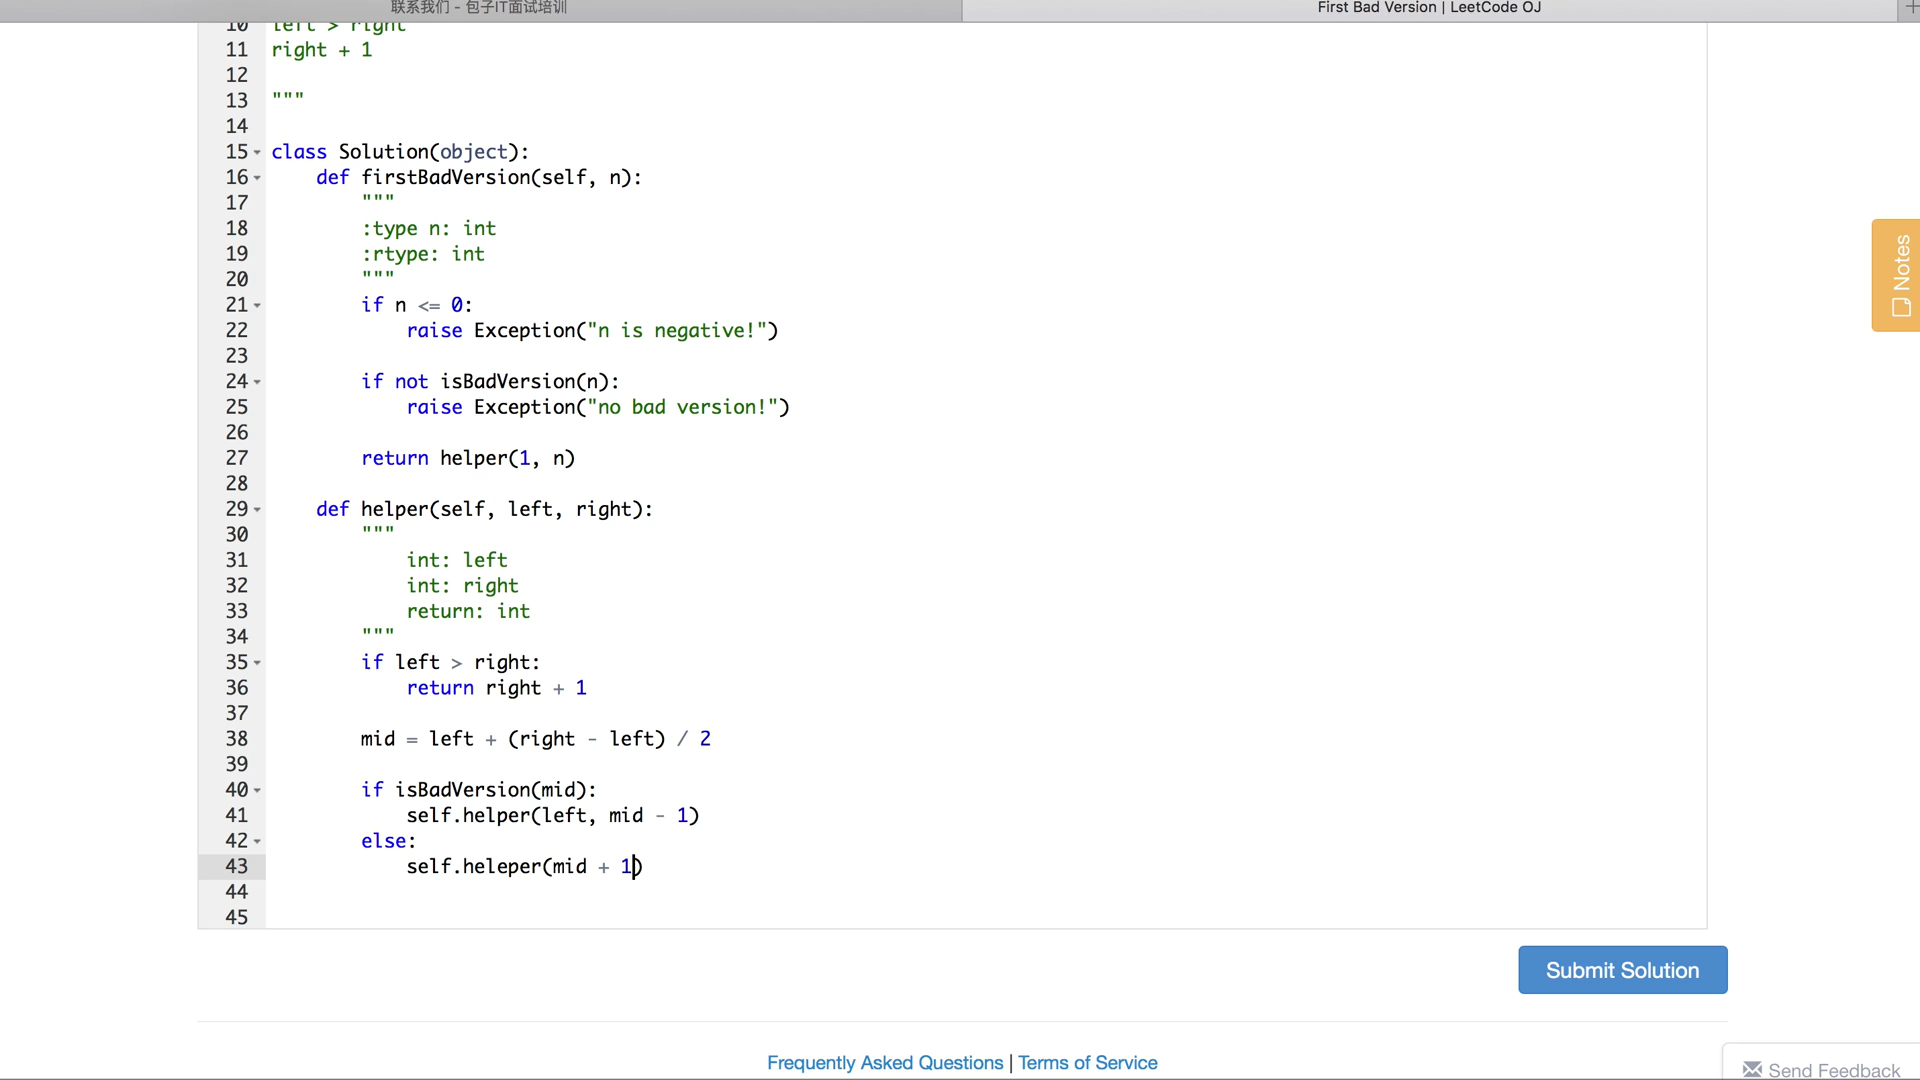 联系我们 - 包子IT面试培训
First Bad Version | LeetCode OJ
10 left > right
11 right + 1
12
13 """
14
15 class Solution(object):
16 def firstBadVersion(self, n):
17 """
18 :type n: int
19 :rtype: int
20 """
21 if n <= 0:
22 raise Exception("n is negative!")
23
24 if not isBadVersion(n):
25 raise Exception("no bad version!")
26
27 return helper(1, n)
28
29 def helper(self, left, right):
30 """
31 int: left
32 int: right
33 return: int
34 """
35 if left > right:
36 return right + 1
37
38 mid = left + (right - left) / 2
39
40 if isBadVersion(mid):
41 self.helper(left, mid - 1)
42 else:
43 self.heleper(mid + 1)
44
45
Notes
Submit Solution
Frequently Asked Questions | Terms of Service
Send Feedback